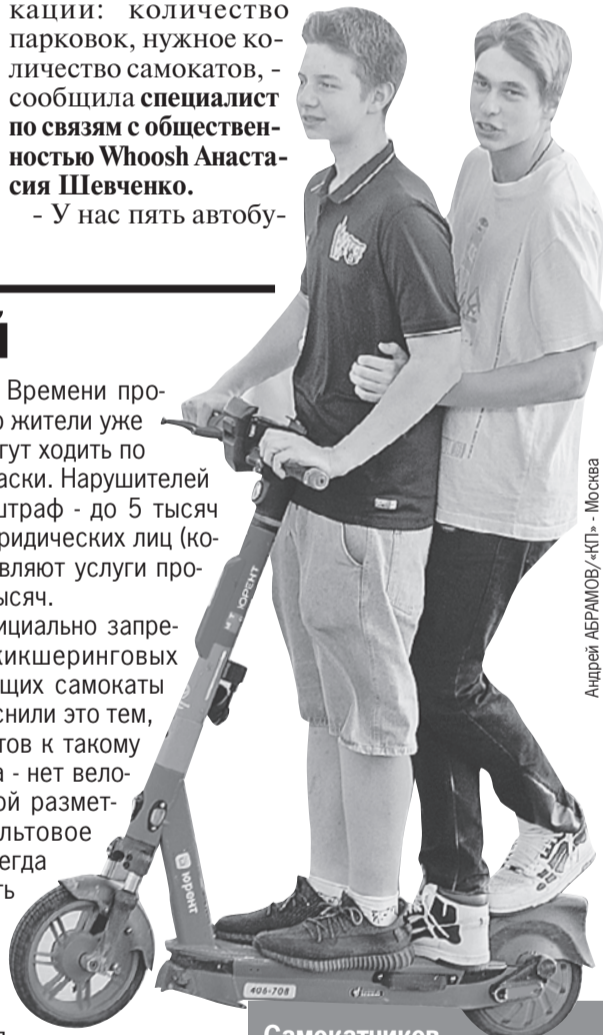 кации: количество
парковок, нужное ко-
личество самокатов, -
сообщила специалист
по связям с обществен-
ностью Whoosh Анаста-
сия Шевченко.
- У нас пять автобу-
й
Времени про-
о жители уже
гут ходить по
аски. Нарушителей
штраф - до 5 тысяч
ридических лиц (ко-
вляют услуги про-
ысяч.
ициально запре-
кикшеринговых
щих самокаты
снили это тем,
тов к такому
а - нет вело-
ой размет-
льтовое
егда
ть
Андрей АБРАМОВ/«КП» - Москва
ЮРЕНТ
юрент
406-708
Самокатчиков